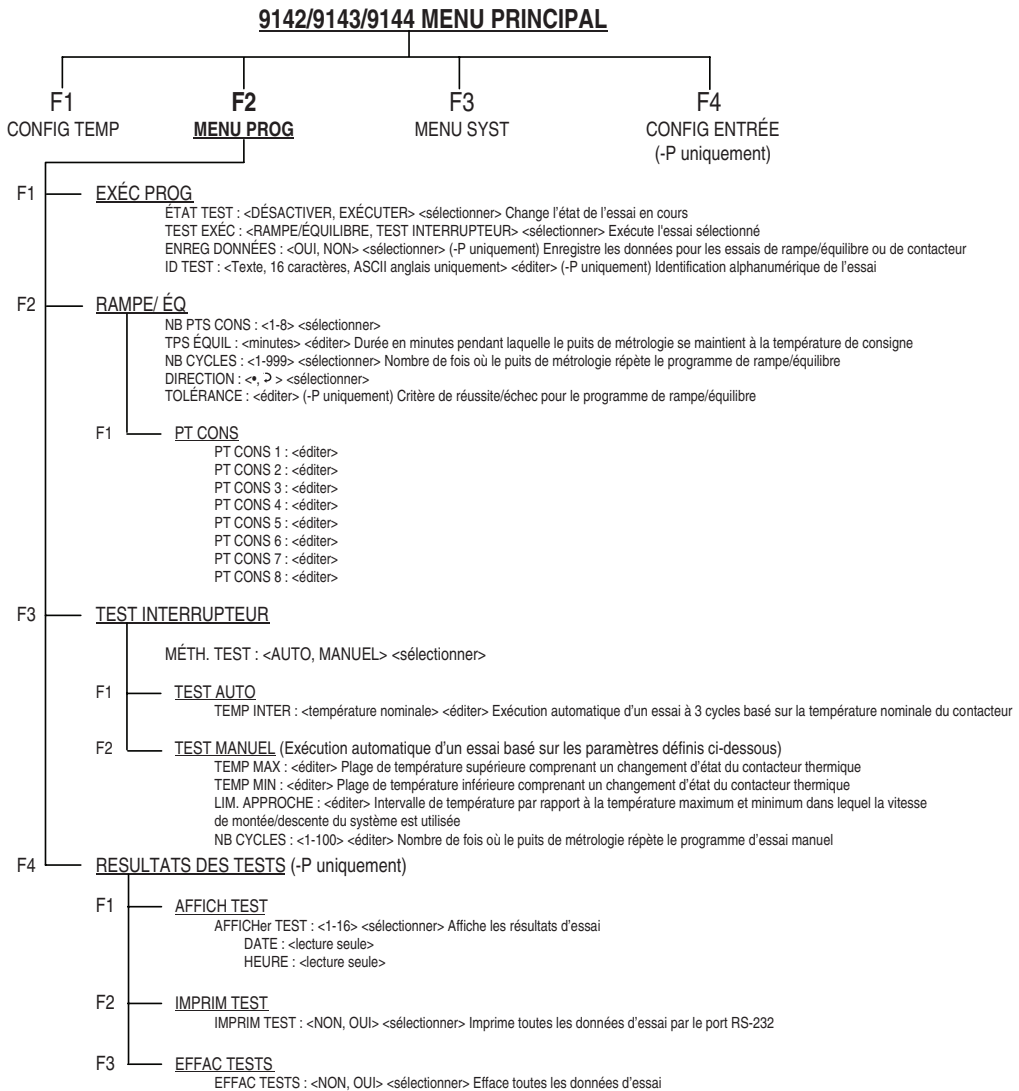 9142/9143/9144 MENU PRINCIPAL
F1
CONFIG TEMP
F2
MENU PROG
F3
MENU SYST
F4
CONFIG ENTRÉE
(-P uniquement)
F1 EXÉC PROG
ÉTAT TEST : <DÉSACTIVER, EXÉCUTER> <sélectionner> Change l'état de l'essai en cours
TEST EXÉC : <RAMPE/ÉQUILIBRE, TEST INTERRUPTEUR> <sélectionner> Exécute l'essai sélectionné
ENREG DONNÉES : <OUI, NON> <sélectionner> (-P uniquement) Enregistre les données pour les essais de rampe/équilibre ou de contacteur
ID TEST : <Texte, 16 caractères, ASCII anglais uniquement> <éditer> (-P uniquement) Identification alphanumérique de l'essai
F2 RAMPE/ ÉQ
NB PTS CONS : <1-8> <sélectionner>
TPS ÉQUIL : <minutes> <éditer> Durée en minutes pendant laquelle le puits de métrologie se maintient à la température de consigne
NB CYCLES : <1-999> <sélectionner> Nombre de fois où le puits de métrologie répète le programme de rampe/équilibre
DIRECTION : <•, > <sélectionner>
TOLÉRANCE : <éditer> (-P uniquement) Critère de réussite/échec pour le programme de rampe/équilibre
F1 PT CONS
PT CONS 1 : <éditer>
PT CONS 2 : <éditer>
PT CONS 3 : <éditer>
PT CONS 4 : <éditer>
PT CONS 5 : <éditer>
PT CONS 6 : <éditer>
PT CONS 7 : <éditer>
PT CONS 8 : <éditer>
F3 TEST INTERRUPTEUR
MÉTH. TEST : <AUTO, MANUEL> <sélectionner>
F1 TEST AUTO
TEMP INTER : <température nominale> <éditer> Exécution automatique d'un essai à 3 cycles basé sur la température nominale du contacteur
F2 TEST MANUEL (Exécution automatique d'un essai basé sur les paramètres définis ci-dessous)
TEMP MAX : <éditer> Plage de température supérieure comprenant un changement d'état du contacteur thermique
TEMP MIN : <éditer> Plage de température inférieure comprenant un changement d'état du contacteur thermique
LIM. APPROCHE : <éditer> Intervalle de température par rapport à la température maximum et minimum dans lequel la vitesse
de montée/descente du système est utilisée
NB CYCLES : <1-100> <éditer> Nombre de fois où le puits de métrologie répète le programme d'essai manuel
F4 RESULTATS DES TESTS (-P uniquement)
F1 AFFICH TEST
AFFICHer TEST : <1-16> <sélectionner> Affiche les résultats d'essai
DATE : <lecture seule>
HEURE : <lecture seule>
F2 IMPRIM TEST
IMPRIM TEST : <NON, OUI> <sélectionner> Imprime toutes les données d'essai par le port RS-232
F3 EFFAC TESTS
EFFAC TESTS : <NON, OUI> <sélectionner> Efface toutes les données d'essai